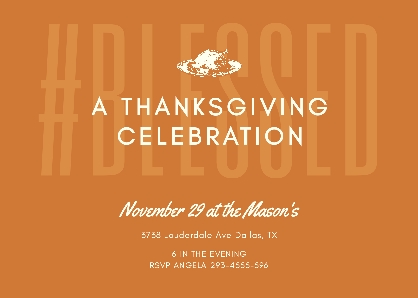 #BLESSED
A THANKSGIVING
CELEBRATION
November 29 at the Mason's
3738 Lauderdale Ave Dallas, TX
6 IN THE EVENING
RSVP ANGELA 293-4555-596